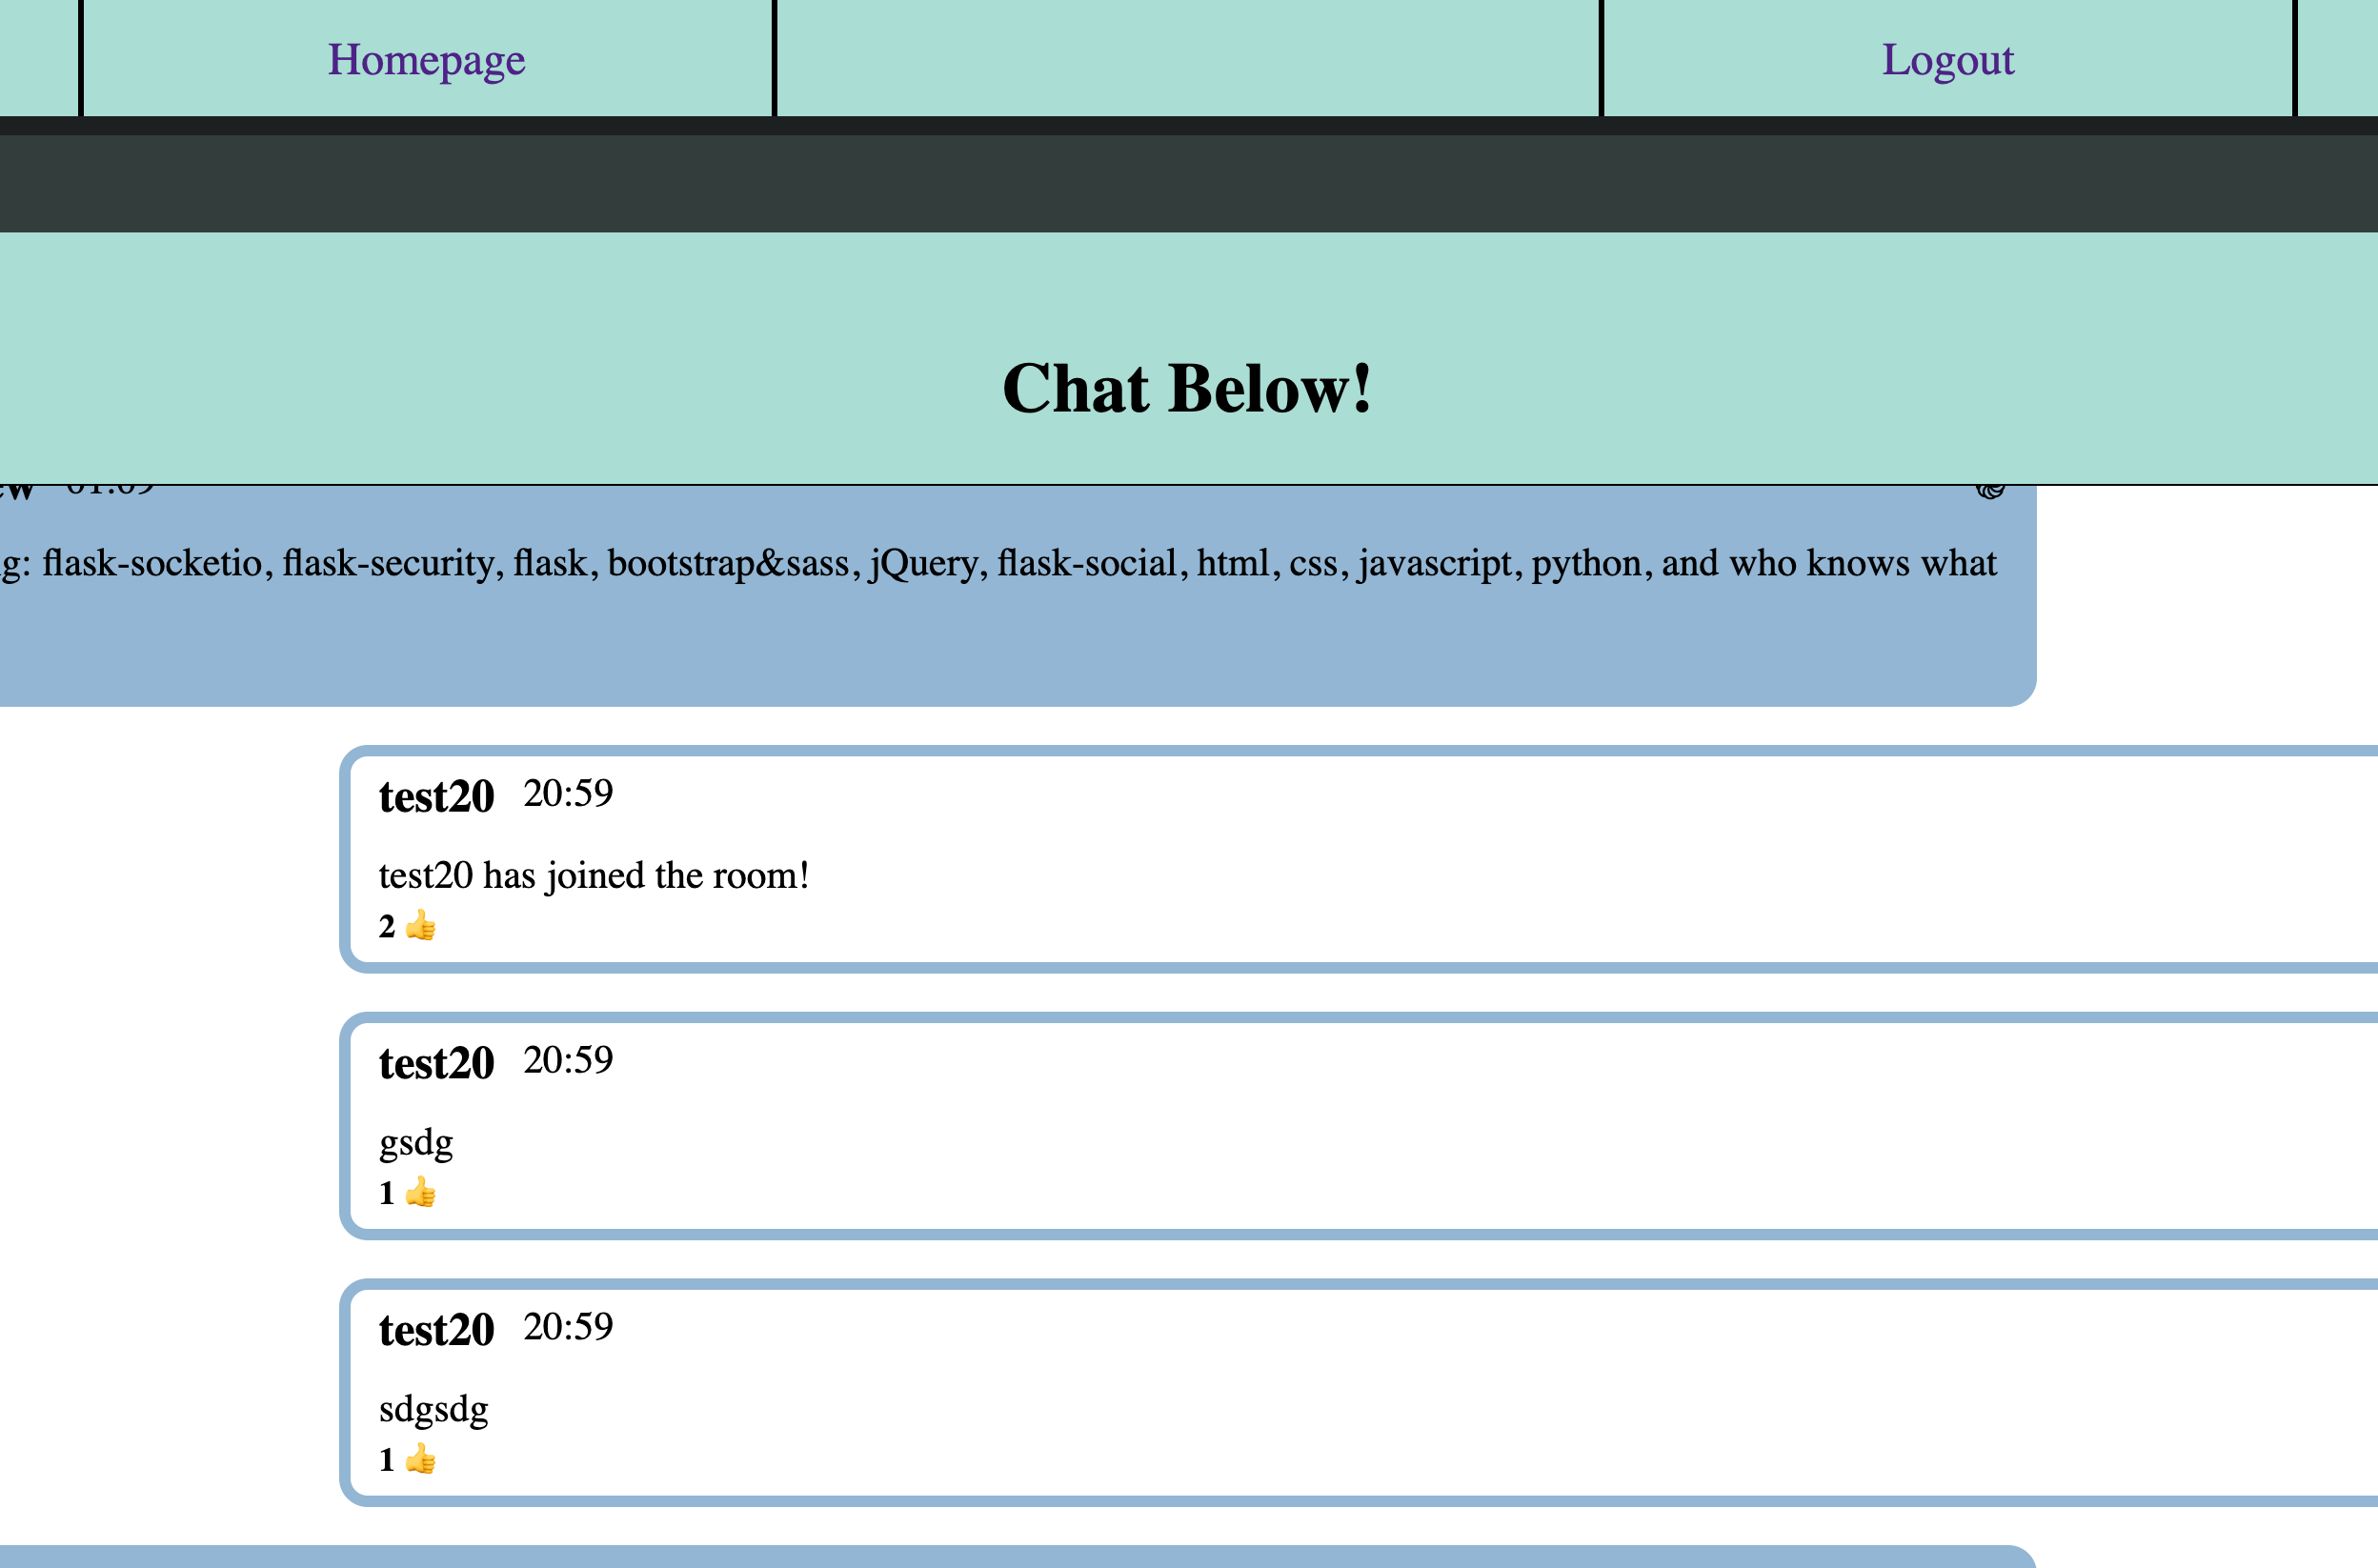 Homepage
Logout
Chat Below!
g: flask-socketio, flask-security, flask, bootstrap&sass, jQuery, flask-social, html, css, javascript, python, and who knows what
test20 20:59
test20 has joined the room!
2 👍
test20 20:59
gsdg
1 👍
test20 20:59
sdgsdg
1 👍